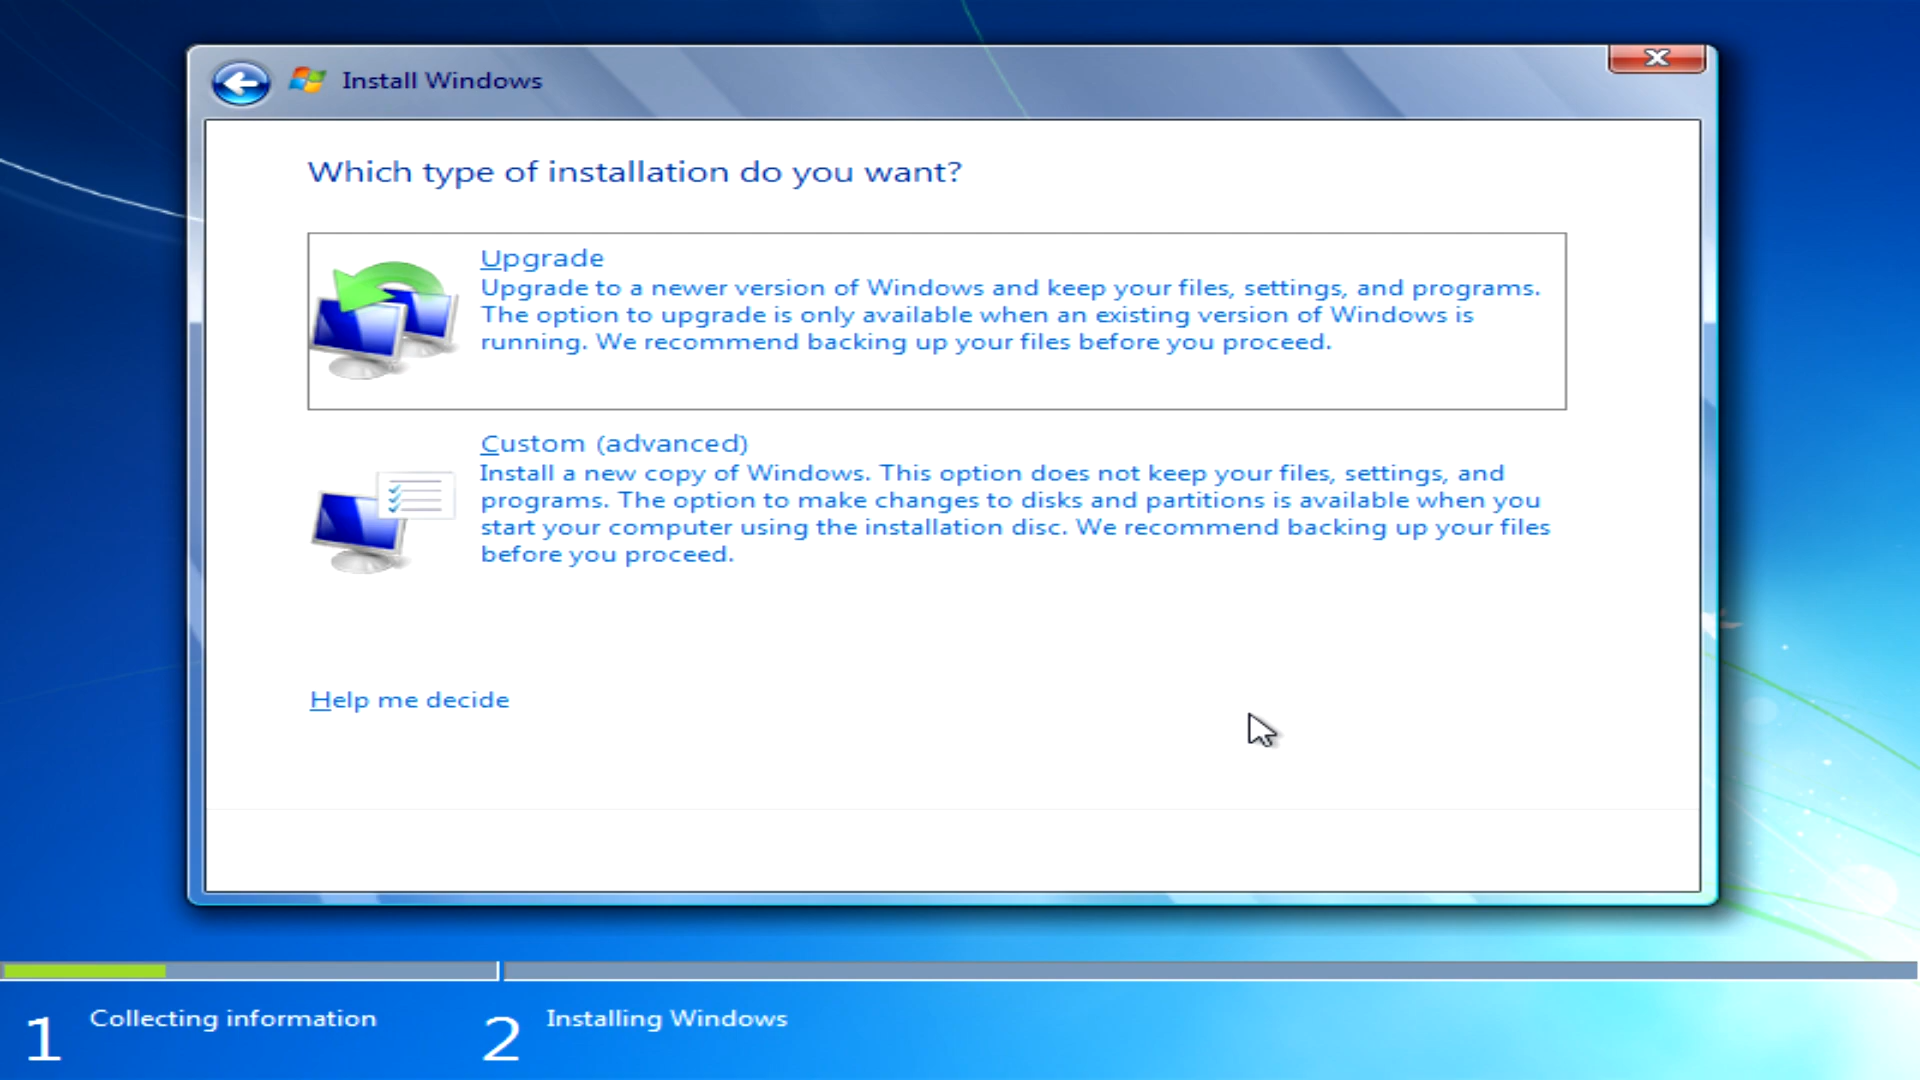 Install Windows
Which type of installation do you want?
Upgrade
Upgrade to a newer version of Windows and keep your files, settings, and programs.
The option to upgrade is only available when an existing version of Windows is
running. We recommend backing up your files before you proceed.
Custom (advanced)
Install a new copy of Windows. This option does not keep your files, settings, and
programs. The option to make changes to disks and partitions is available when you
start your computer using the installation disc. We recommend backing up your files
before you proceed.
Help me decide
1 Collecting information
2 Installing Windows